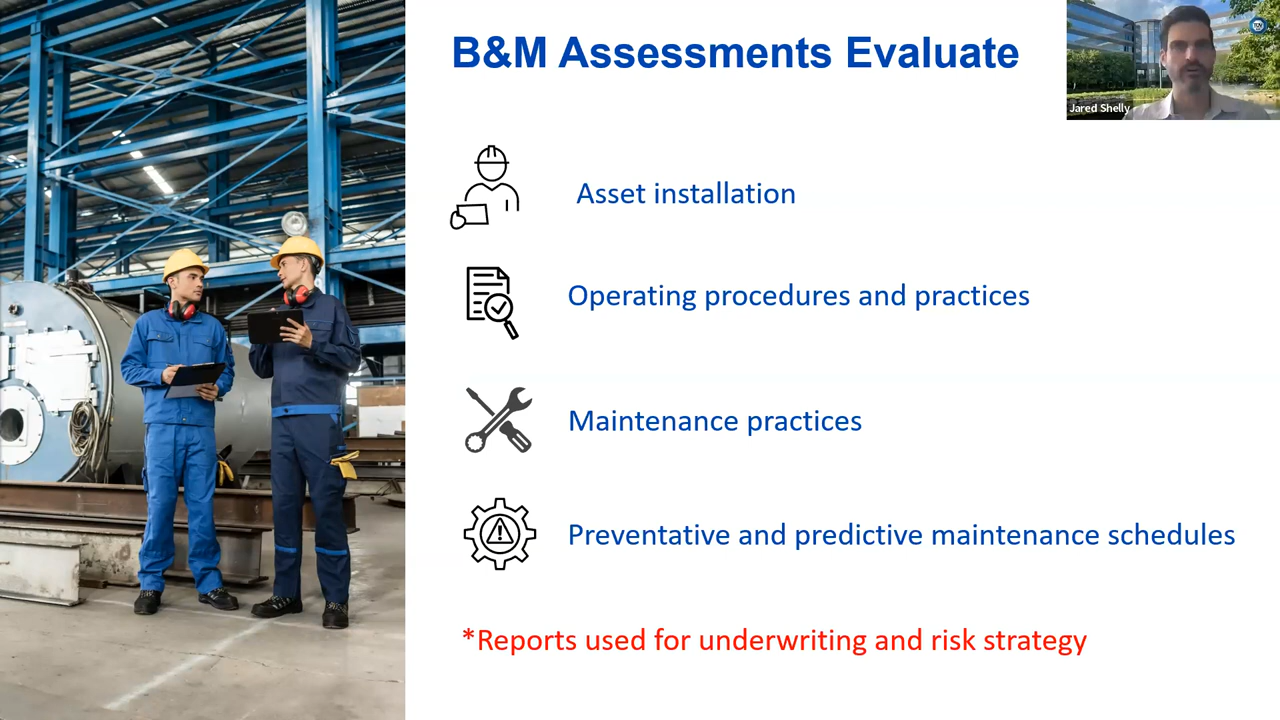 B&M Assessments Evaluate
Jared Shelly
Asset installation
Operating procedures and practices
Maintenance practices
Preventative and predictive maintenance schedules
*Reports used for underwriting and risk strategy